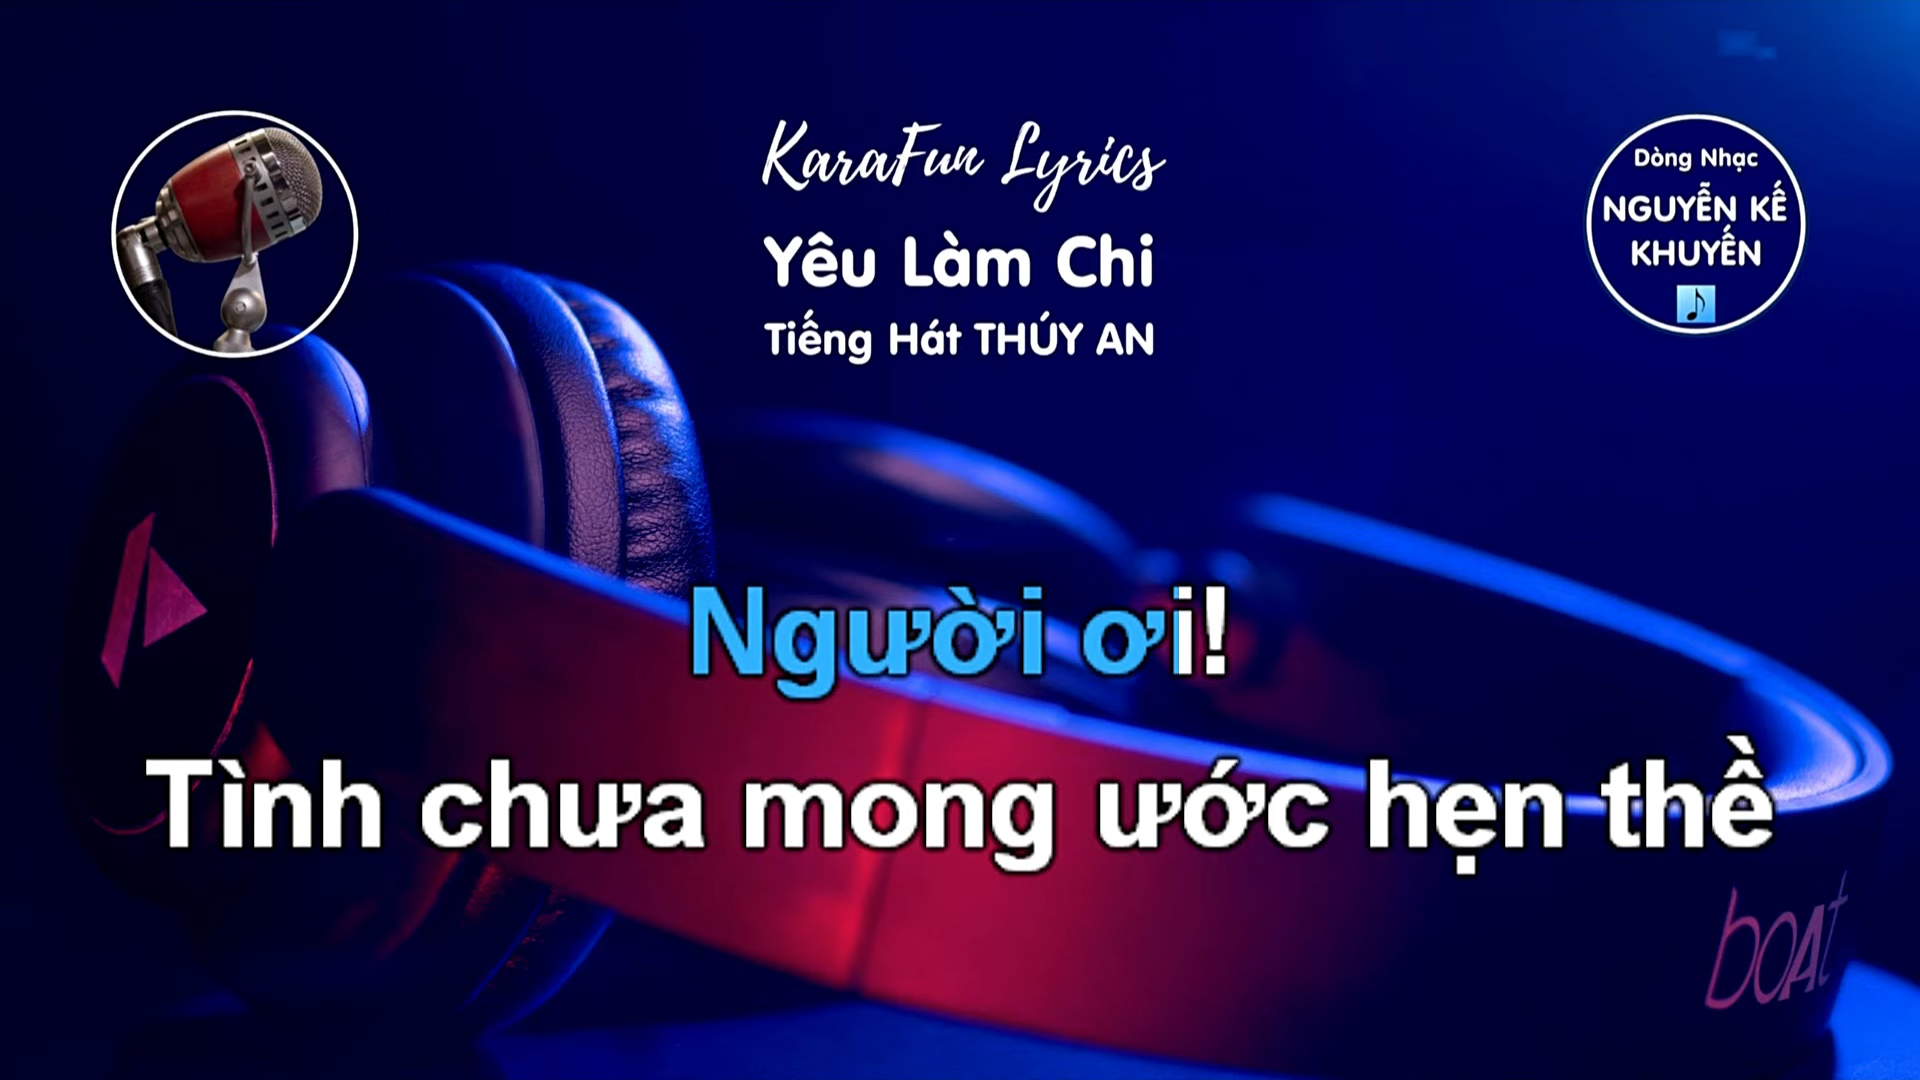 KaraFun Lyrics
Yêu Làm Chi
Tiếng Hát THÚY AN
Dòng Nhạc
NGUYỄN KẾ
KHUYẾN
Người ơi!
Tình chưa mong ước hẹn thề
boAt